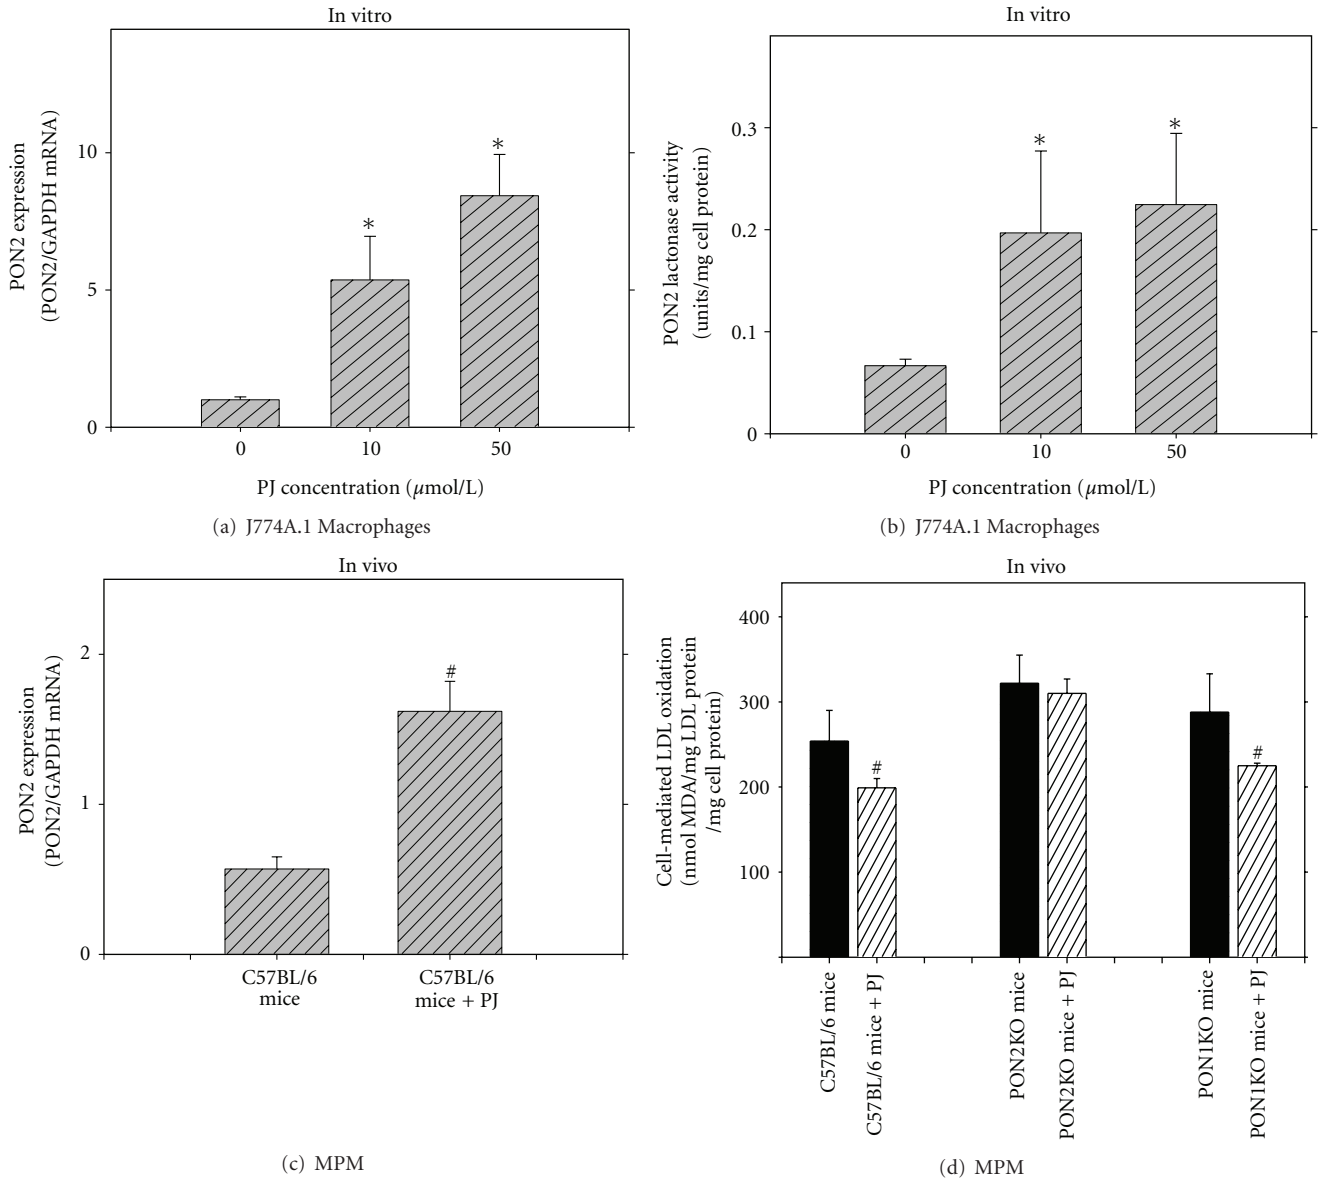 In vitro
PON2 expression
(PON2/GAPDH mRNA)
10
5
0
*
*
0 10 50
PJ concentration (μmol/L)
(a) J774A.1 Macrophages
In vitro
PON2 lactonase activity
(units/mg cell protein)
0.3
0.2
0.1
0
*
*
0 10 50
PJ concentration (μmol/L)
(b) J774A.1 Macrophages
In vivo
PON2 expression
(PON2/GAPDH mRNA)
2
1
0
#
C57BL/6
mice
C57BL/6
mice + PJ
(c) MPM
In vivo
Cell-mediated LDL oxidation
(nmol MDA/mg LDL protein
/mg cell protein)
400
300
200
100
#
#
C57BL/6 mice
C57BL/6 mice + PJ
PON2KO mice
PON2KO mice + PJ
PON1KO mice
PON1KO mice + PJ
(d) MPM